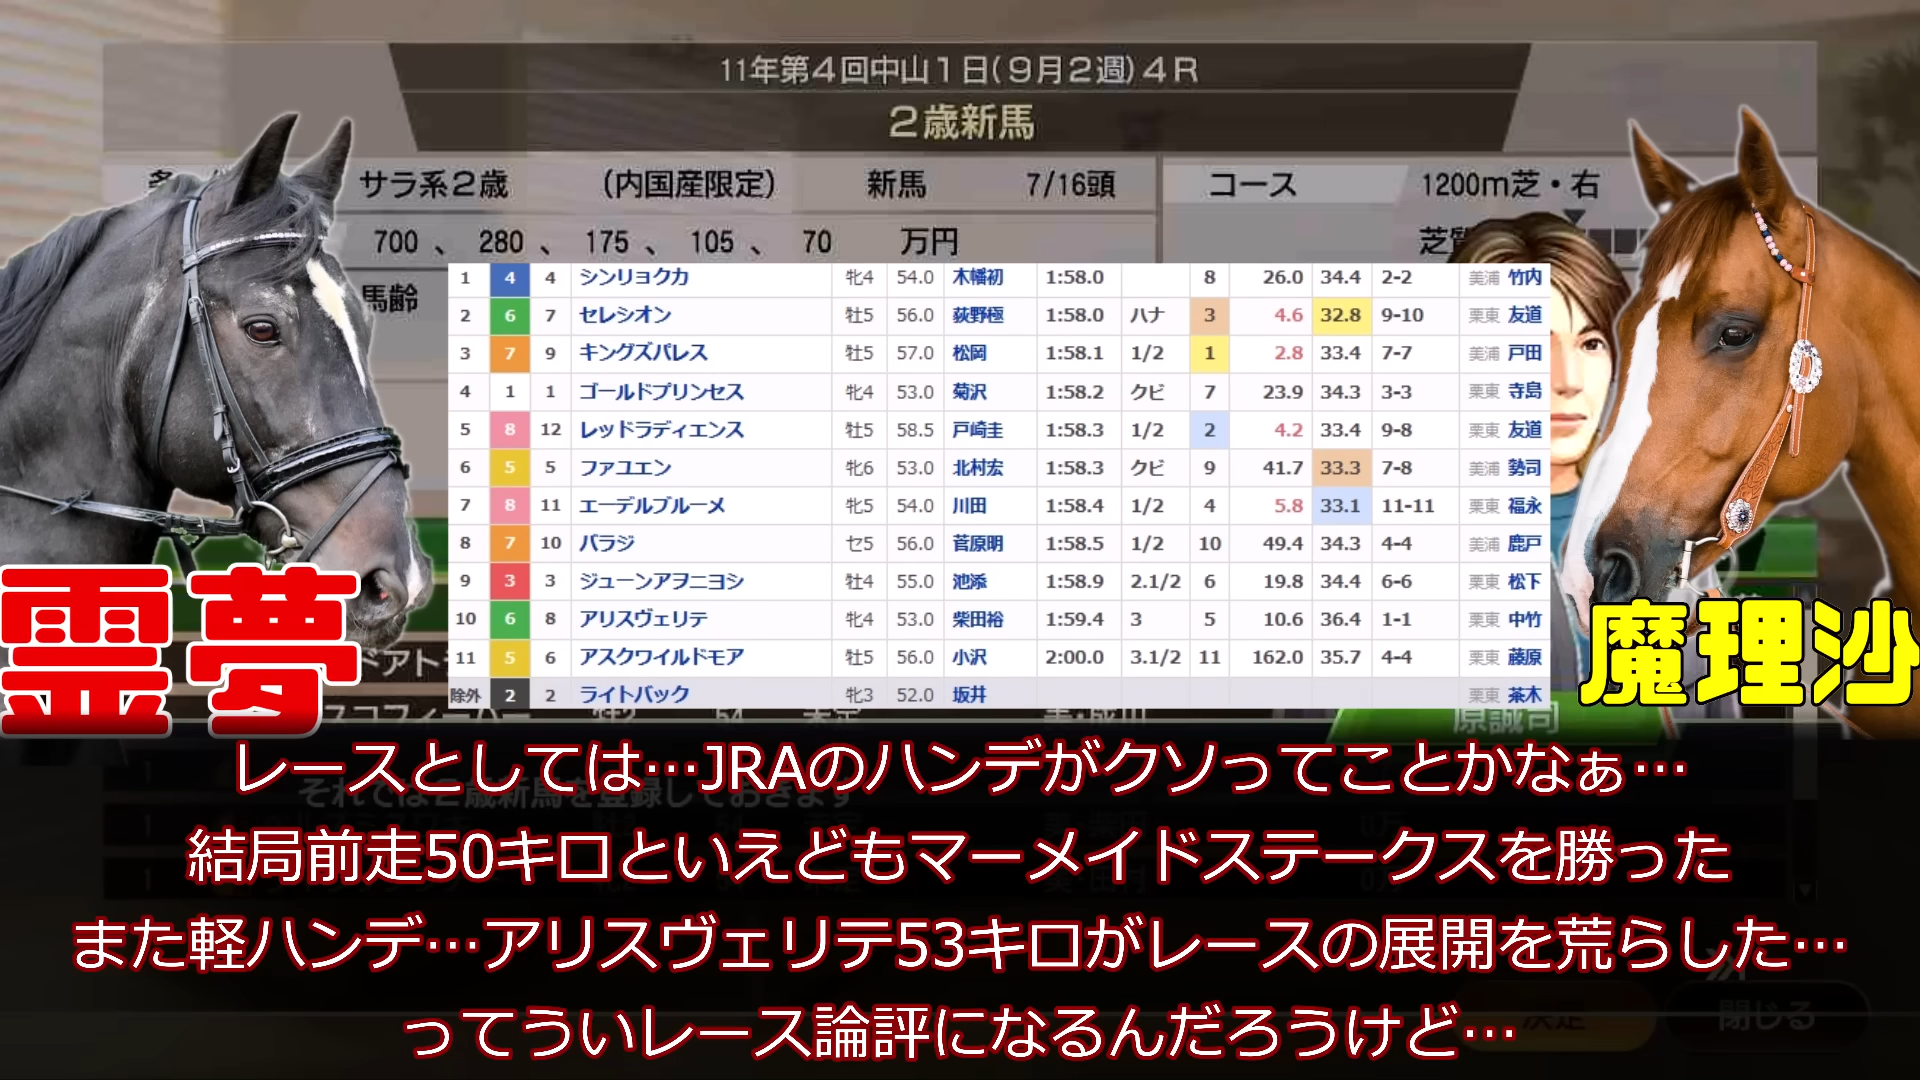 11年第4回中山1日(9月2週)4R
2歳新馬
サラ系2歳 (内国産限定) 新馬 7/16頭 コース 1200m芝・右
700 、 280 、 175 、 105 、 70 万円
馬齢
1 4 4 シンリョクカ 牝4 54.0 木幡初 1:58.0 8 26.0 34.4 2-2 美浦 竹内
2 6 7 セレシオン 牡5 56.0 荻野極 1:58.0 ハナ 3 4.6 32.8 9-10 栗東 友道
3 7 9 キングズパレス 牡5 57.0 松岡 1:58.1 1/2 1 2.8 33.4 7-7 美浦 戸田
4 1 1 ゴールドプリンセス 牝4 53.0 菊沢 1:58.2 クビ 7 23.9 34.3 3-3 栗東 寺島
5 8 12 レッドラディエンス 牡5 58.5 戸崎圭 1:58.3 1/2 2 4.2 33.4 9-8 栗東 友道
6 5 5 ファユエン 牝6 53.0 北村宏 1:58.3 クビ 9 41.7 33.3 7-8 美浦 勢司
7 8 11 エーデルブルーメ 牝5 54.0 川田 1:58.4 1/2 4 5.8 33.1 11-11 栗東 福永
8 7 10 バラジ セ5 56.0 菅原明 1:58.5 1/2 10 49.4 34.3 4-4 美浦 鹿戸
9 3 3 ジューンアヲニヨシ 牡4 55.0 池添 1:58.9 2.1/2 6 19.8 34.4 6-6 栗東 松下
10 6 8 アリスヴェリテ 牝4 53.0 柴田裕 1:59.4 3 5 10.6 36.4 1-1 栗東 中竹
11 5 6 アスクワイルドモア 牡5 56.0 小沢 2:00.0 3.1/2 11 162.0 35.7 4-4 栗東 藤原
除外 2 2 ライトバック 牝3 52.0 坂井 栗東 茶木
霊夢
魔理沙
原誠司
それでは2歳新馬を登録しておきます
レースとしては…JRAのハンデがクソってことかなぁ…
結局前走50キロといえどもマーメイドステークスを勝った
また軽ハンデ…アリスヴェリテ53キロがレースの展開を荒らした…
ってういレース論評になるんだろうけど…
決定 閉じる